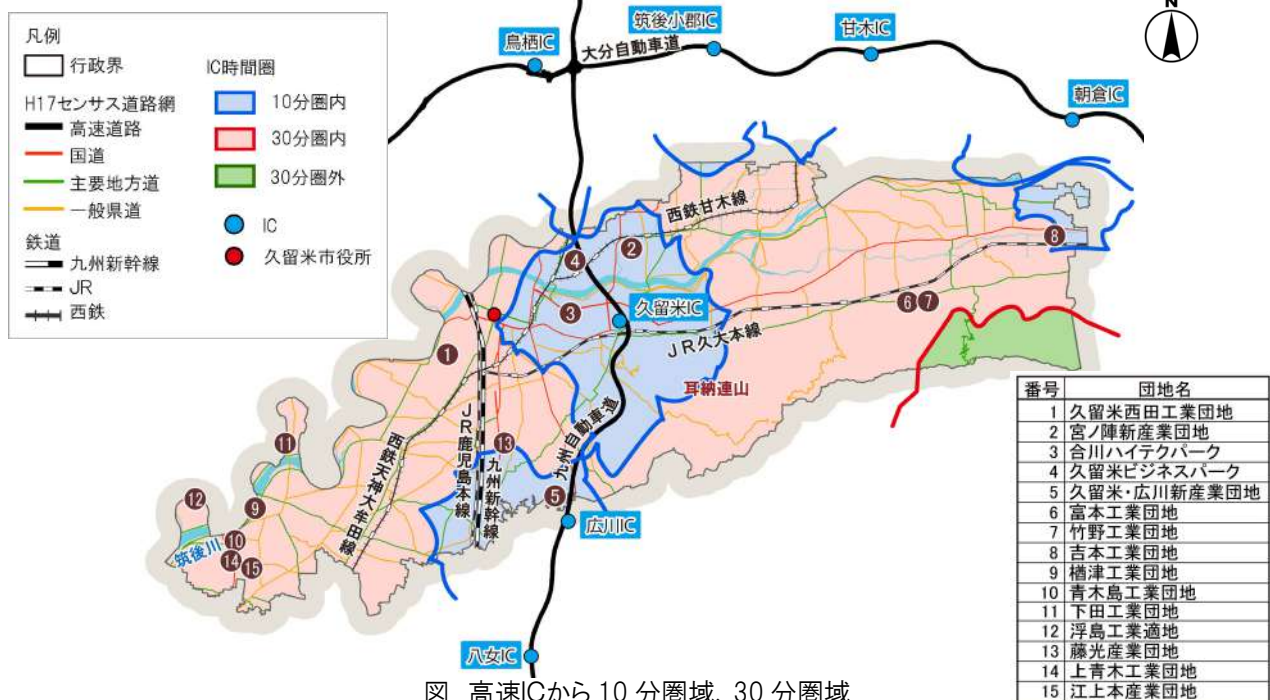 凡例
行政界
H17センサス道路網
高速道路
国道
主要地方道
一般県道
鉄道
九州新幹線
JR
西鉄
IC時間圏
10分圏内
30分圏内
30分圏外
IC
久留米市役所
N
鳥栖IC
大分自動車道
筑後小郡IC
甘木IC
朝倉IC
西鉄甘木線
久留米IC
JR久大本線
耳納連山
九州自動車道
JR鹿児島本線
九州新幹線
西鉄天神大牟田線
筑後川
広川IC
八女IC
1
2
3
4
5
6
7
8
9
10
11
12
13
14
15
番号 団地名
1 久留米西田工業団地
2 宮ノ陣新産業団地
3 合川ハイテクパーク
4 久留米ビジネスパーク
5 久留米・広川新産業団地
6 富本工業団地
7 竹野工業団地
8 吉本工業団地
9 楢津工業団地
10 青木島工業団地
11 下田工業団地
12 浮島工業適地
13 藤光産業団地
14 上青木工業団地
15 江上本産業団地
図 高速ICから 10 分圏域, 30 分圏域